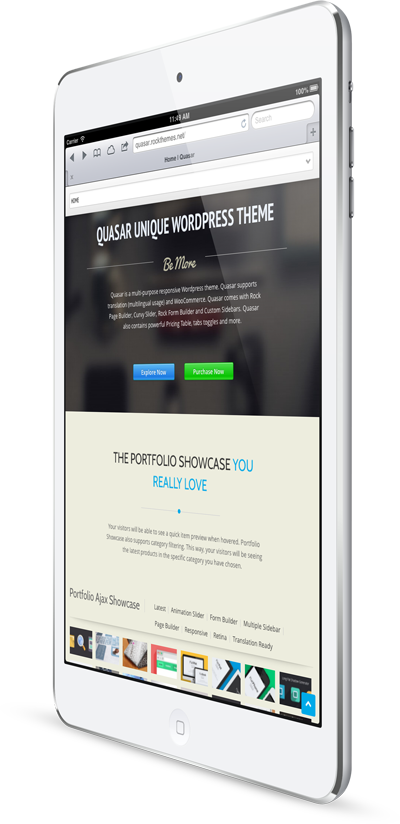 Carrier 11:45 AM 100%
quasar.rockthemes.net/ Search
Home | Quasar
HOME
QUASAR UNIQUE WORDPRESS THEME
Be More
Quasar is a multi-purpose responsive Wordpress theme. Quasar supports
translation (multilingual usage) and WooCommerce. Quasar comes with Rock
Page Builder, Curvy Slider, Rock Form Builder and Custom Sidebars. Quasar
also contains powerful Pricing Table, tabs toggles and more.
Explore Now Purchase Now
THE PORTFOLIO SHOWCASE YOU
REALLY LOVE
Your visitors will be able to see a quick item preview when hovered. Portfolio
Showcase also supports category filtering. This way, your visitors will be seeing
the latest products in the specific category you have chosen.
Portfolio Ajax Showcase
Latest | Animation Slider | Form Builder | Multiple Sidebar |
Page Builder | Responsive | Retina | Translation Ready